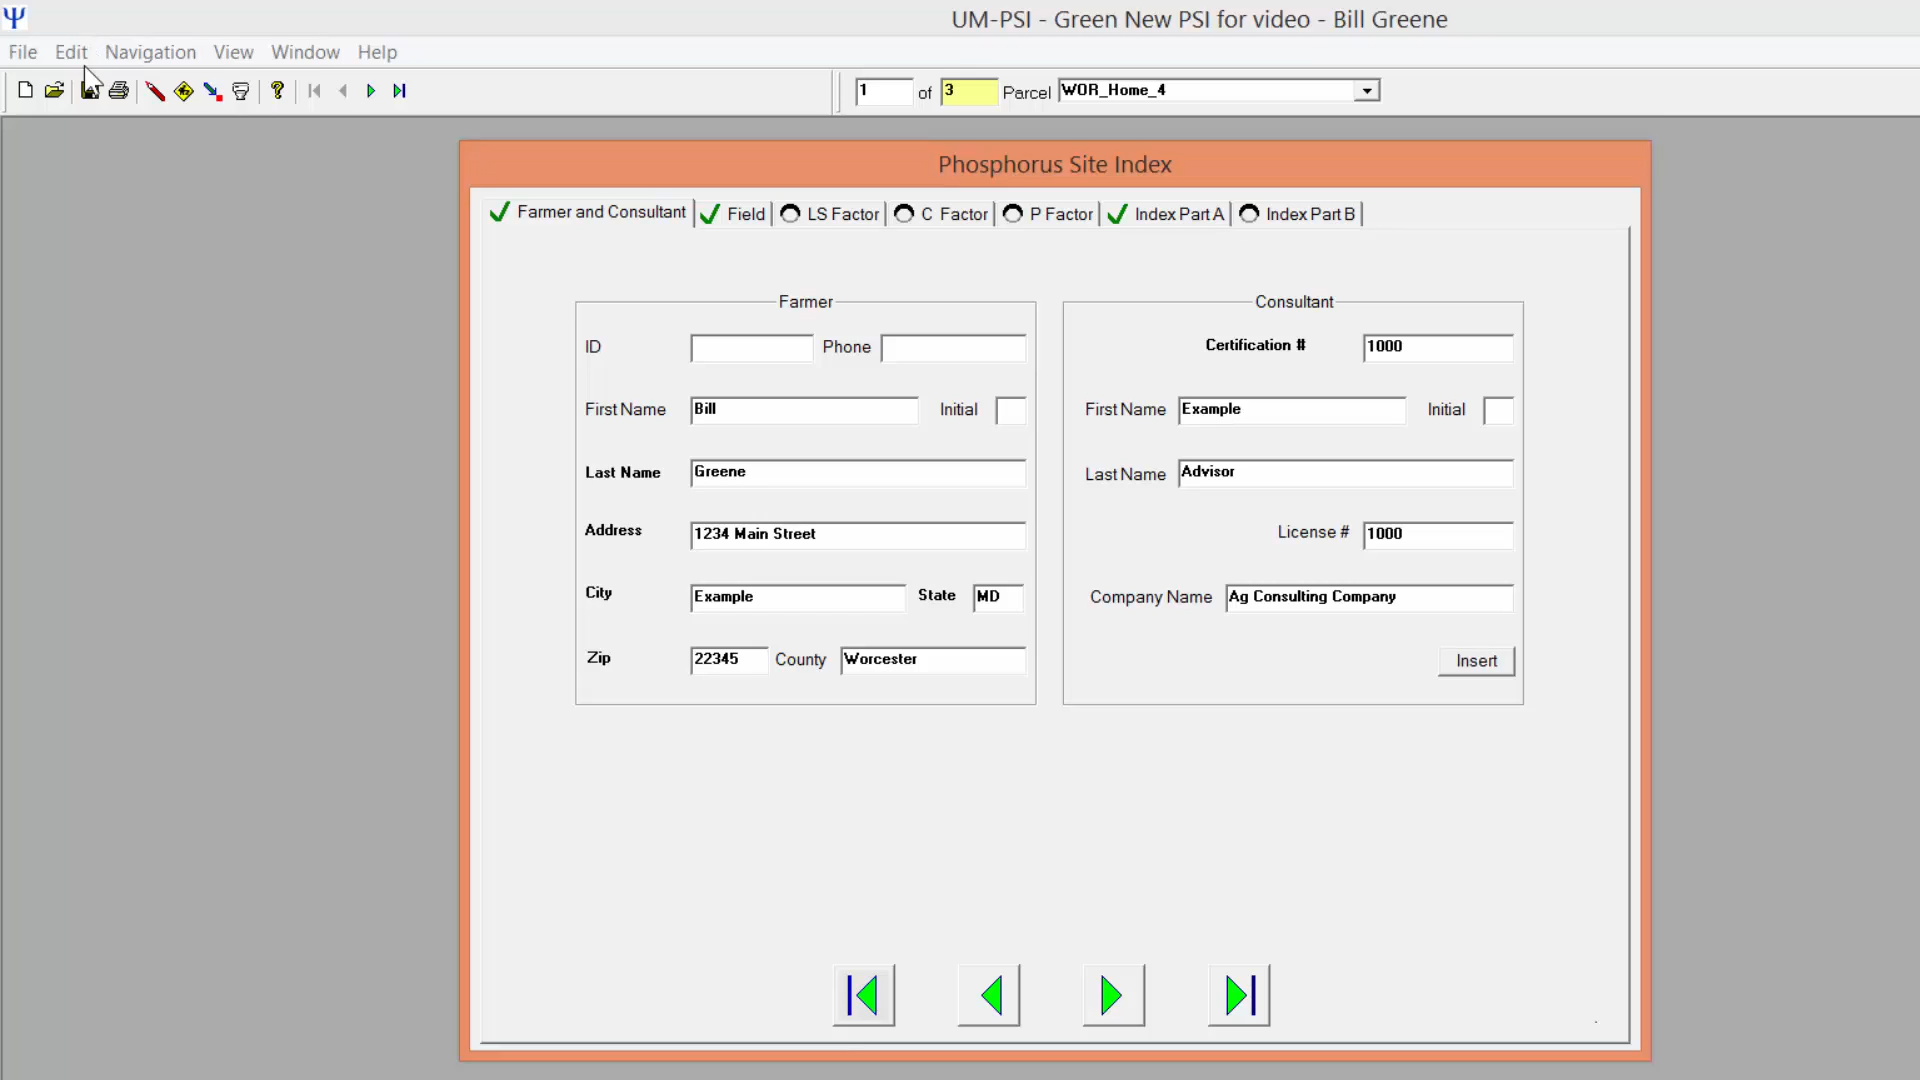 UM-PSI - Green New PSI for video - Bill Greene
File Edit Navigation View Window Help
1 of 3 Parcel WOR_Home_4
Phosphorus Site Index
Farmer and Consultant Field LS Factor C Factor P Factor Index Part A Index Part B
Farmer
ID Phone
First Name Bill Initial
Last Name Greene
Address 1234 Main Street
City Example State MD
Zip 22345 County Worcester
Consultant
Certification # 1000
First Name Example Initial
Last Name Advisor
License # 1000
Company Name Ag Consulting Company
Insert